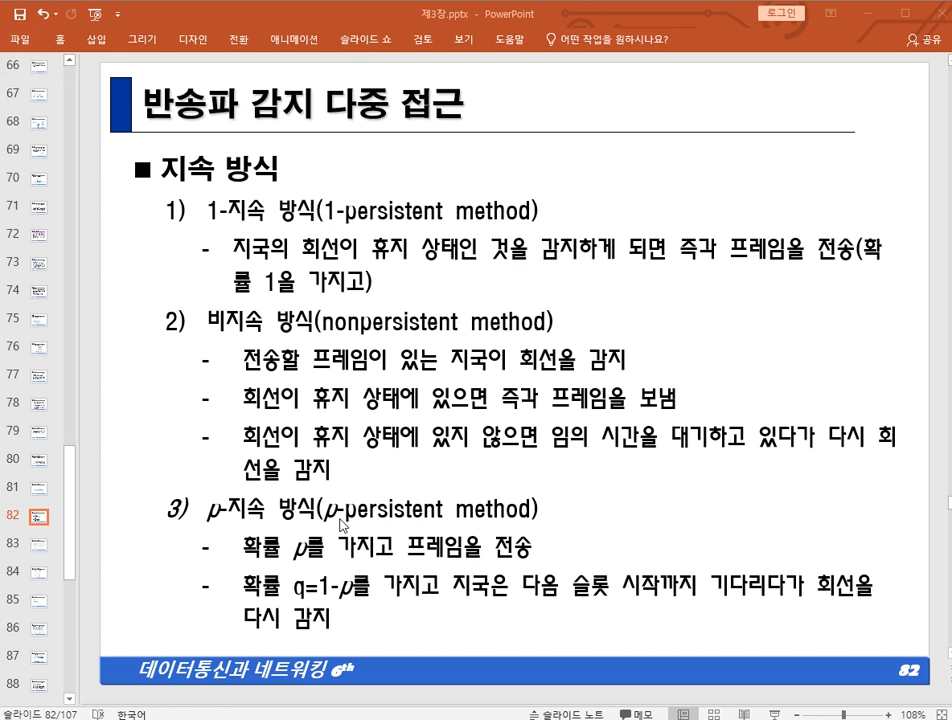 제3장.pptx - PowerPoint
로그인
파일 홈 삽입 그리기 디자인 전환 애니메이션 슬라이드 쇼 검토 보기 도움말 어떤 작업을 원하시나요? 공유
66
67
68
69
70
71
72
73
74
75
76
77
78
79
80
81
82
83
84
85
86
87
88
반송파 감지 다중 접근
■ 지속 방식
1) 1-지속 방식(1-persistent method)
- 지국의 회선이 휴지 상태인 것을 감지하게 되면 즉각 프레임을 전송(확
률 1을 가지고)
2) 비지속 방식(nonpersistent method)
- 전송할 프레임이 있는 지국이 회선을 감지
- 회선이 휴지 상태에 있으면 즉각 프레임을 보냄
- 회선이 휴지 상태에 있지 않으면 임의 시간을 대기하고 있다가 다시 회
선을 감지
3) p-지속 방식(p-persistent method)
- 확률 p를 가지고 프레임을 전송
- 확률 q=1-p를 가지고 지국은 다음 슬롯 시작까지 기다리다가 회선을
다시 감지
데이터통신과 네트워킹 6th 82
슬라이드 82/107 한국어 슬라이드 노트 메모 108%